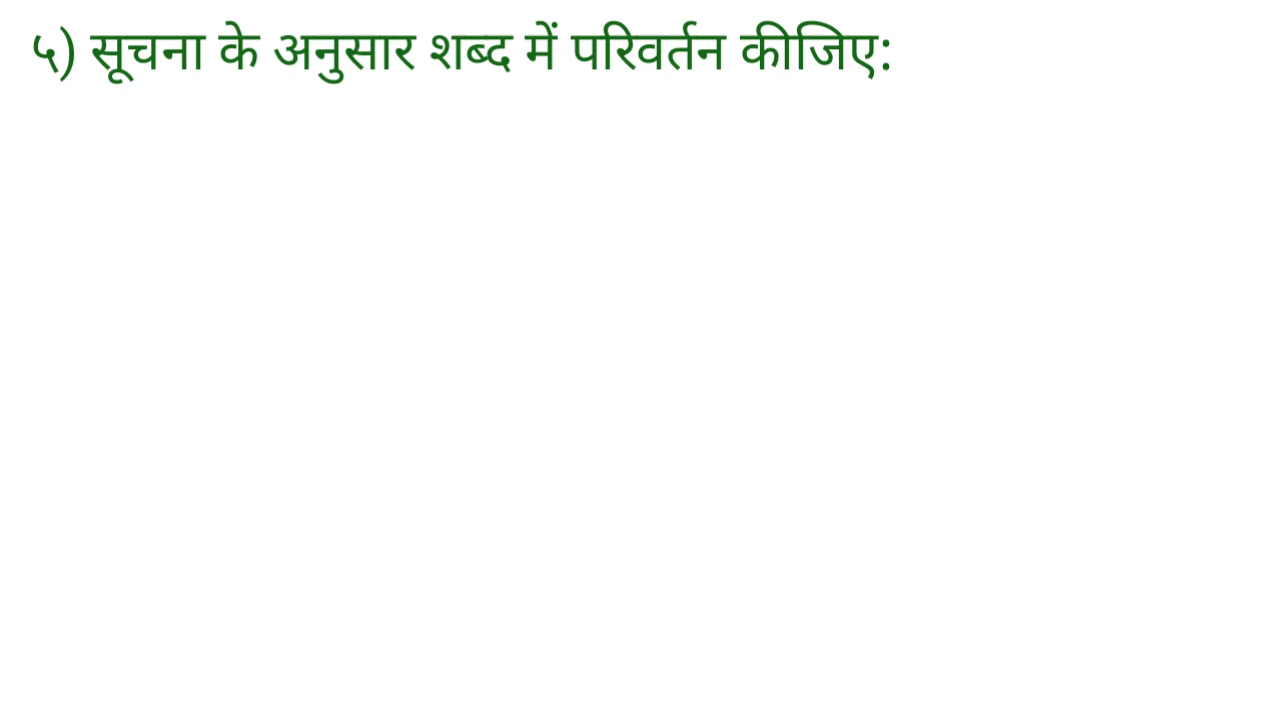 ५) सूचना के अनुसार शब्द में परिवर्तन कीजिए: